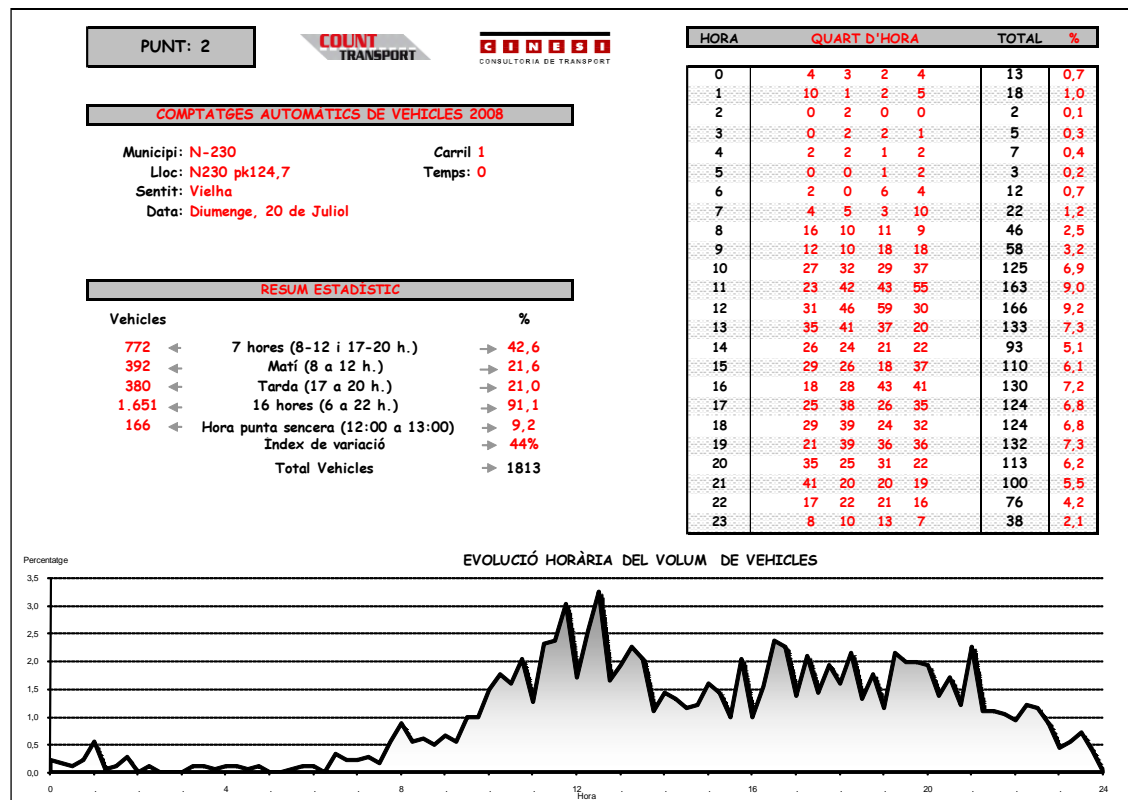 PUNT: 2
COUNT
TRANSPORT
CINESI
CONSULTORIA DE TRANSPORT
COMPTATGES AUTOMÀTICS DE VEHICLES 2008
Municipi: N-230 Carril 1
Lloc: N230 pk124,7 Temps: 0
Sentit: Vielha
Data: Diumenge, 20 de Juliol
RESUM ESTADÍSTIC
Vehicles %
772 7 hores (8-12 i 17-20 h.) 42,6
392 Matí (8 a 12 h.) 21,6
380 Tarda (17 a 20 h.) 21,0
1.651 16 hores (6 a 22 h.) 91,1
166 Hora punta sencera (12:00 a 13:00) 9,2
Index de variació 44%
Total Vehicles 1813
HORA QUART D'HORA TOTAL %
0 4 3 2 4 13 0,7
1 10 1 2 5 18 1,0
2 0 2 0 0 2 0,1
3 0 2 2 1 5 0,3
4 2 2 1 2 7 0,4
5 0 0 1 2 3 0,2
6 2 0 6 4 12 0,7
7 4 5 3 10 22 1,2
8 16 10 11 9 46 2,5
9 12 10 18 18 58 3,2
10 27 32 29 37 125 6,9
11 23 42 43 55 163 9,0
12 31 46 59 30 166 9,2
13 35 41 37 20 133 7,3
14 26 24 21 22 93 5,1
15 29 26 18 37 110 6,1
16 18 28 43 41 130 7,2
17 25 38 26 35 124 6,8
18 29 39 24 32 124 6,8
19 21 39 36 36 132 7,3
20 35 25 31 22 113 6,2
21 41 20 20 19 100 5,5
22 17 22 21 16 76 4,2
23 8 10 13 7 38 2,1
EVOLUCIÓ HORÀRIA DEL VOLUM DE VEHICLES
Percentatge
3,5
3,0
2,5
2,0
1,5
1,0
0,5
0,0
0 . . . 4 . . . 8 . . . 12 . . . 16 . . . 20 . . . 24
Hora